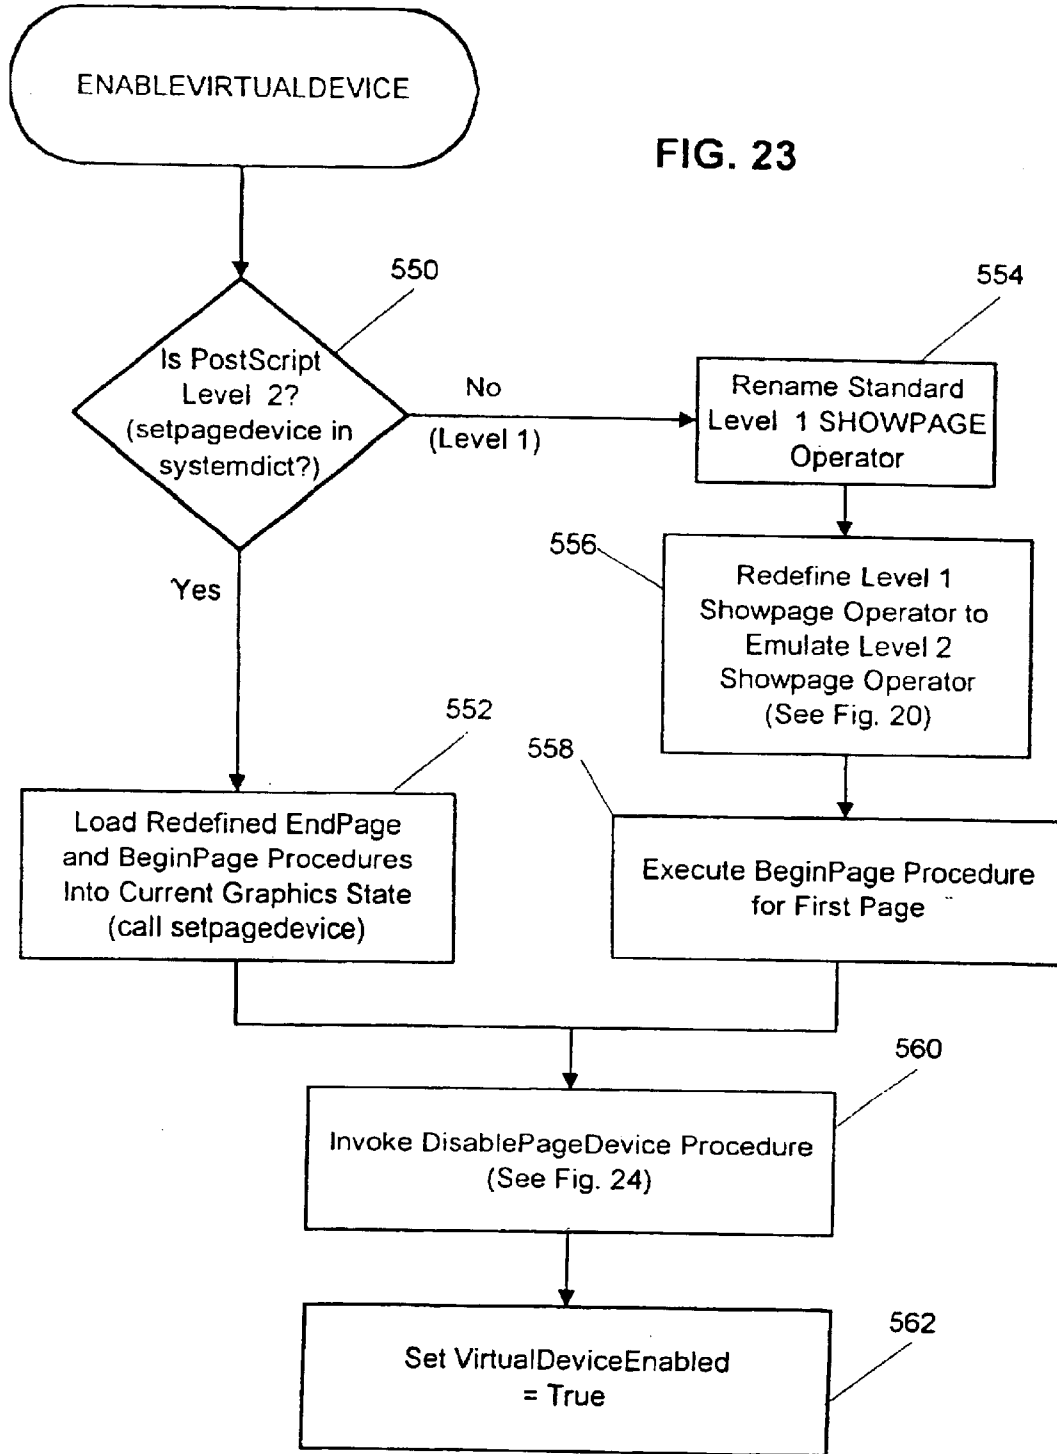 ENABLEVIRTUALDEVICE
FIG. 23
550
Is PostScript
Level 2?
(setpagedevice in
systemdict?)
No
(Level 1)
554
Rename Standard
Level 1 SHOWPAGE
Operator
556
Redefine Level 1
Showpage Operator to
Emulate Level 2
Showpage Operator
(See Fig. 20)
Yes
552
Load Redefined EndPage
and BeginPage Procedures
Into Current Graphics State
(call setpagedevice)
558
Execute BeginPage Procedure
for First Page
560
Invoke DisablePageDevice Procedure
(See Fig. 24)
562
Set VirtualDeviceEnabled
= True